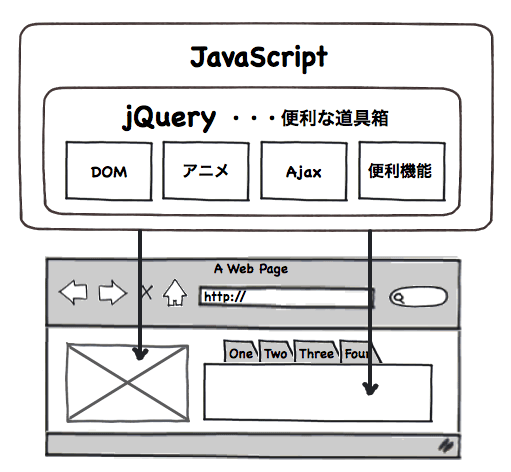 JavaScript
jQuery ・・・便利な道具箱
DOM アニメ Ajax 便利機能
A Web Page
http://
One Two Three Four